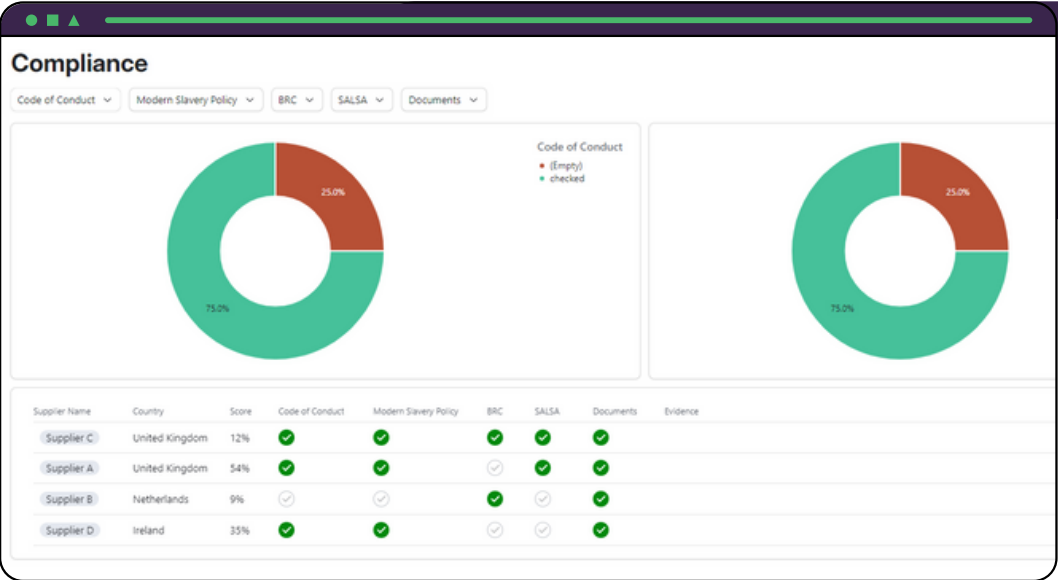 Compliance
Code of Conduct Modern Slavery Policy BRC SALSA Documents
Code of Conduct
(Empty)
checked
25.0%
75.0%
25.0%
75.0%
Supplier Name Country Score Code of Conduct Modern Slavery Policy BRC SALSA Documents Evidence
Supplier C United Kingdom 12%
Supplier A United Kingdom 54%
Supplier B Netherlands 9%
Supplier D Ireland 35%